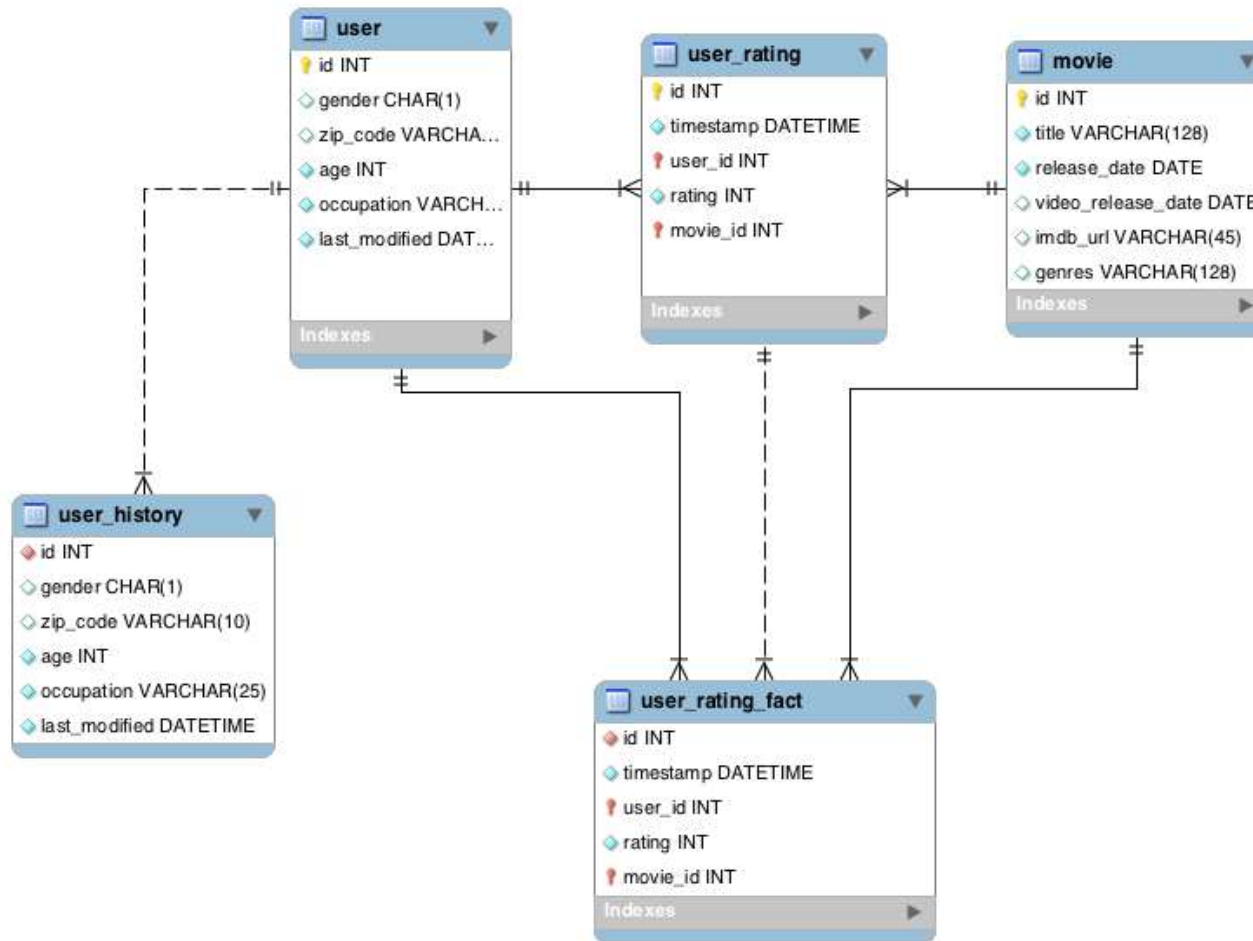 user
id INT
gender CHAR(1)
zip_code VARCHA...
age INT
occupation VARCH...
last_modified DAT...
Indexes
user_rating
id INT
timestamp DATETIME
user_id INT
rating INT
movie_id INT
Indexes
movie
id INT
title VARCHAR(128)
release_date DATE
video_release_date DATE
imdb_url VARCHAR(45)
genres VARCHAR(128)
Indexes
user_history
id INT
gender CHAR(1)
zip_code VARCHAR(10)
age INT
occupation VARCHAR(25)
last_modified DATETIME
user_rating_fact
id INT
timestamp DATETIME
user_id INT
rating INT
movie_id INT
Indexes